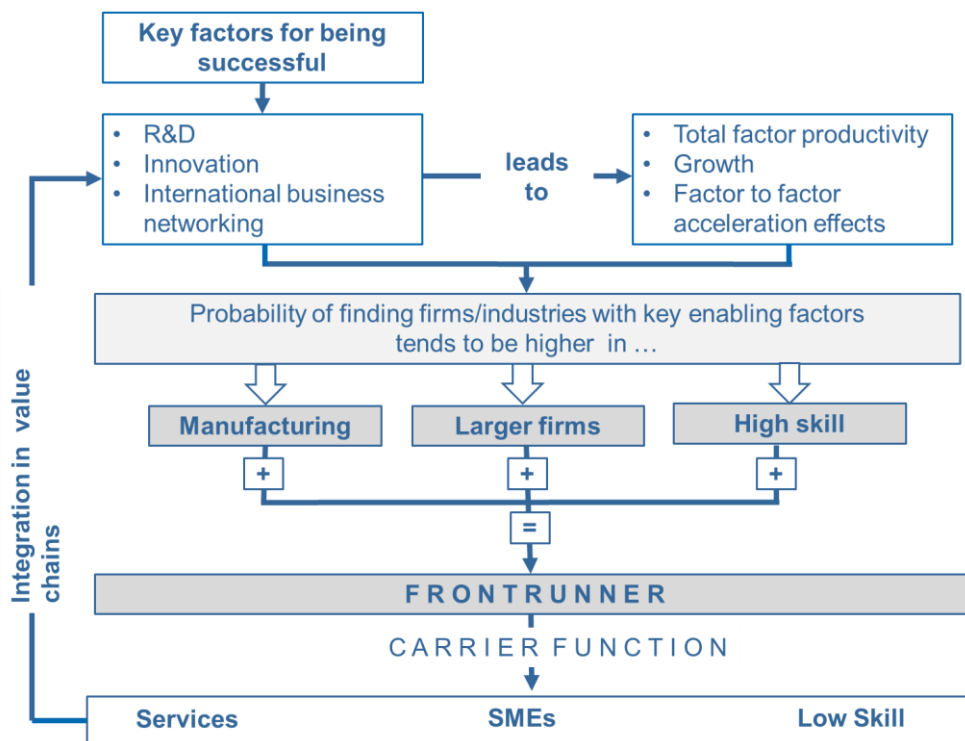 Key factors for being
successful
• R&D
• Innovation
• International business
networking
leads
to
• Total factor productivity
• Growth
• Factor to factor
acceleration effects
Probability of finding firms/industries with key enabling factors
tends to be higher in ...
Manufacturing
Larger firms
High skill
+
+
+
=
FRONTRUNNER
CARRIER FUNCTION
Services
SMEs
Low Skill
Integration in value
chains